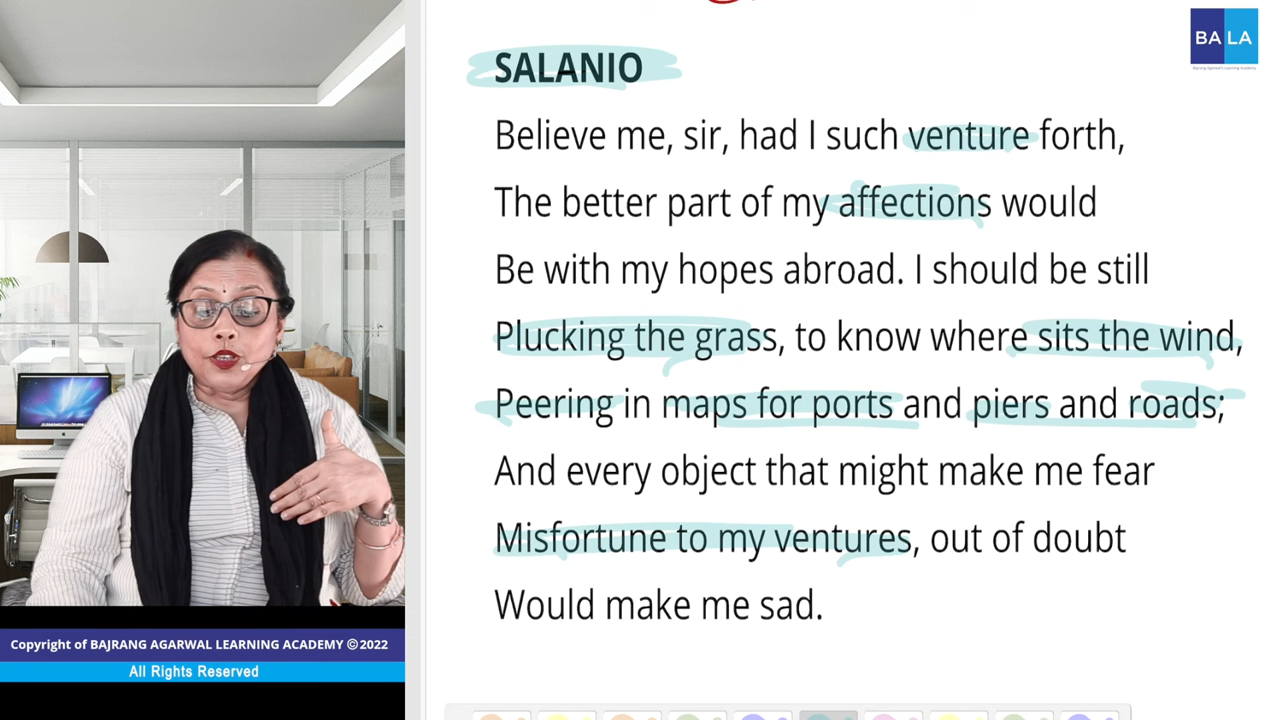 BALA
SALANIO
Believe me, sir, had I such venture forth,
The better part of my affections would
Be with my hopes abroad. I should be still
Plucking the grass, to know where sits the wind,
Peering in maps for ports and piers and roads;
And every object that might make me fear
Misfortune to my ventures, out of doubt
Would make me sad.
Copyright of BAJRANG AGARWAL LEARNING ACADEMY ©2022
All Rights Reserved